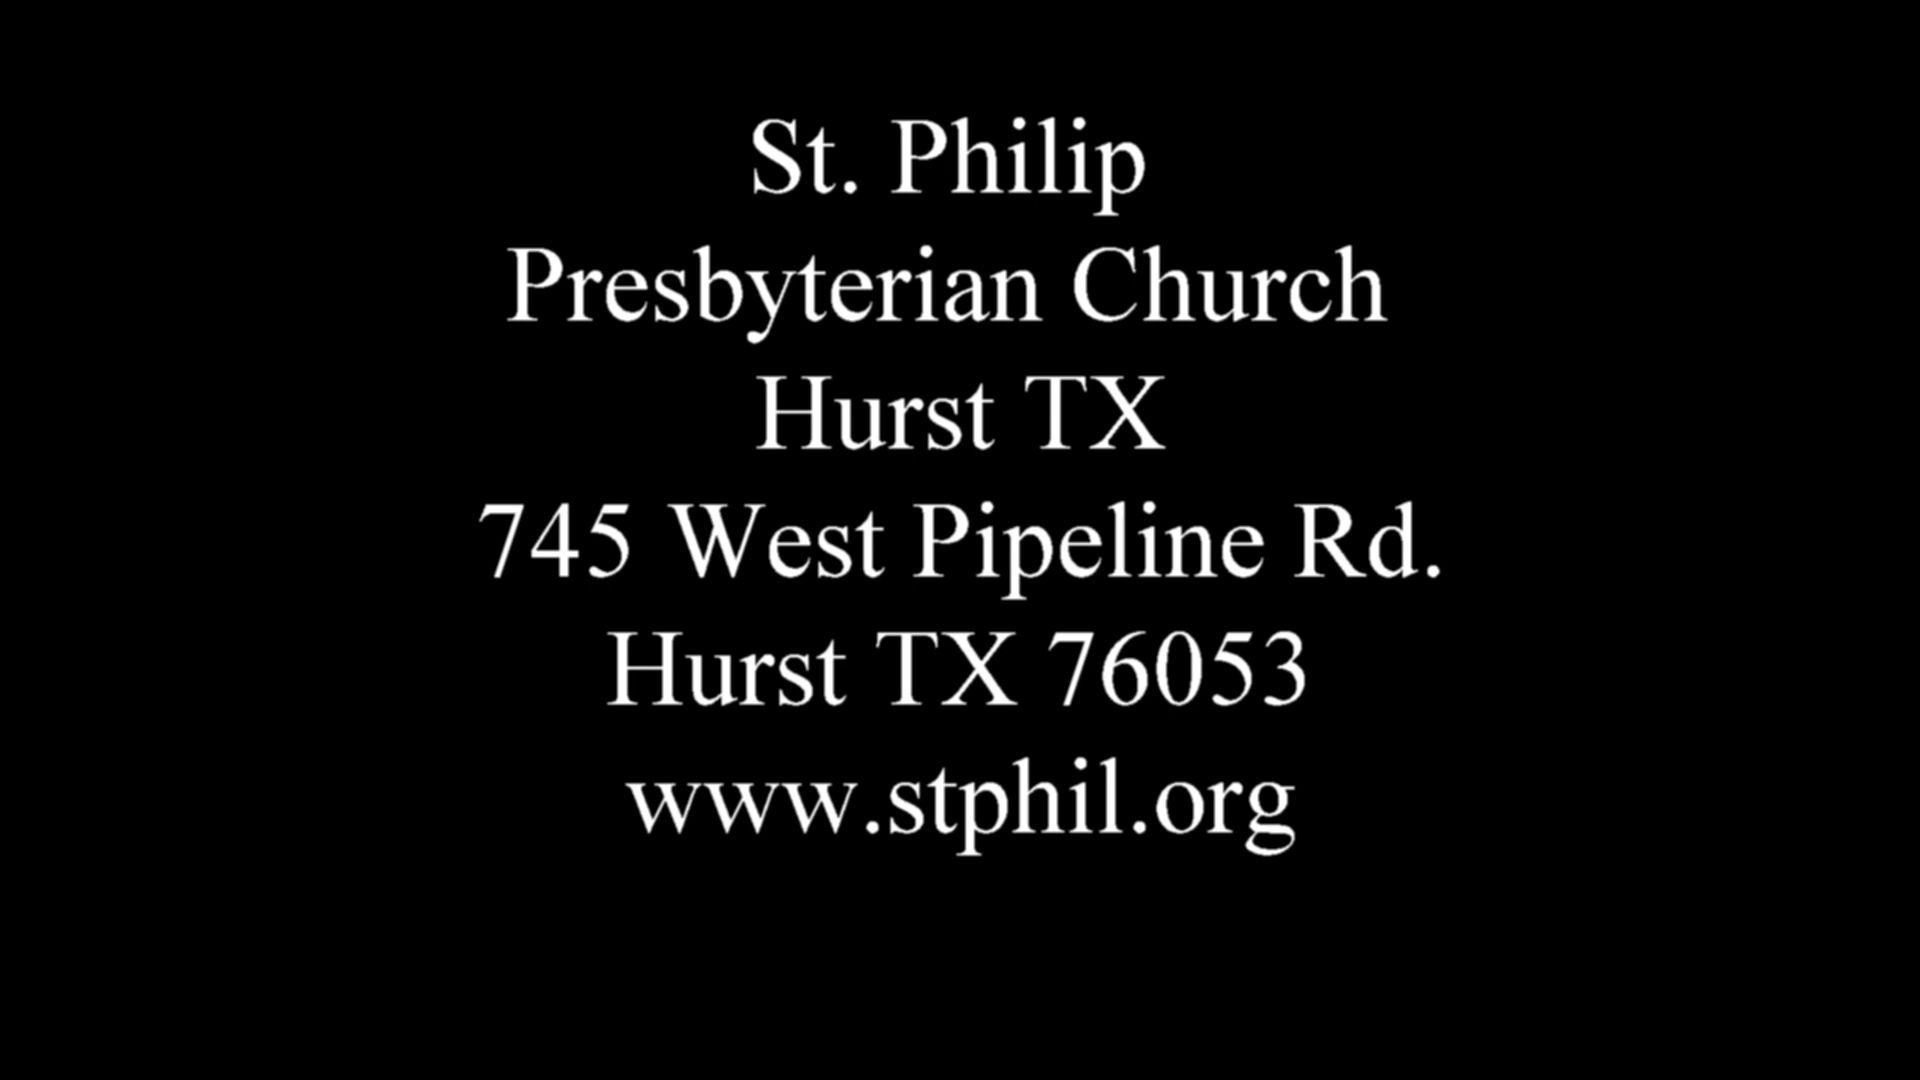 St. Philip
Presbyterian Church
Hurst TX
745 West Pipeline Rd.
Hurst TX 76053
www.stphil.org